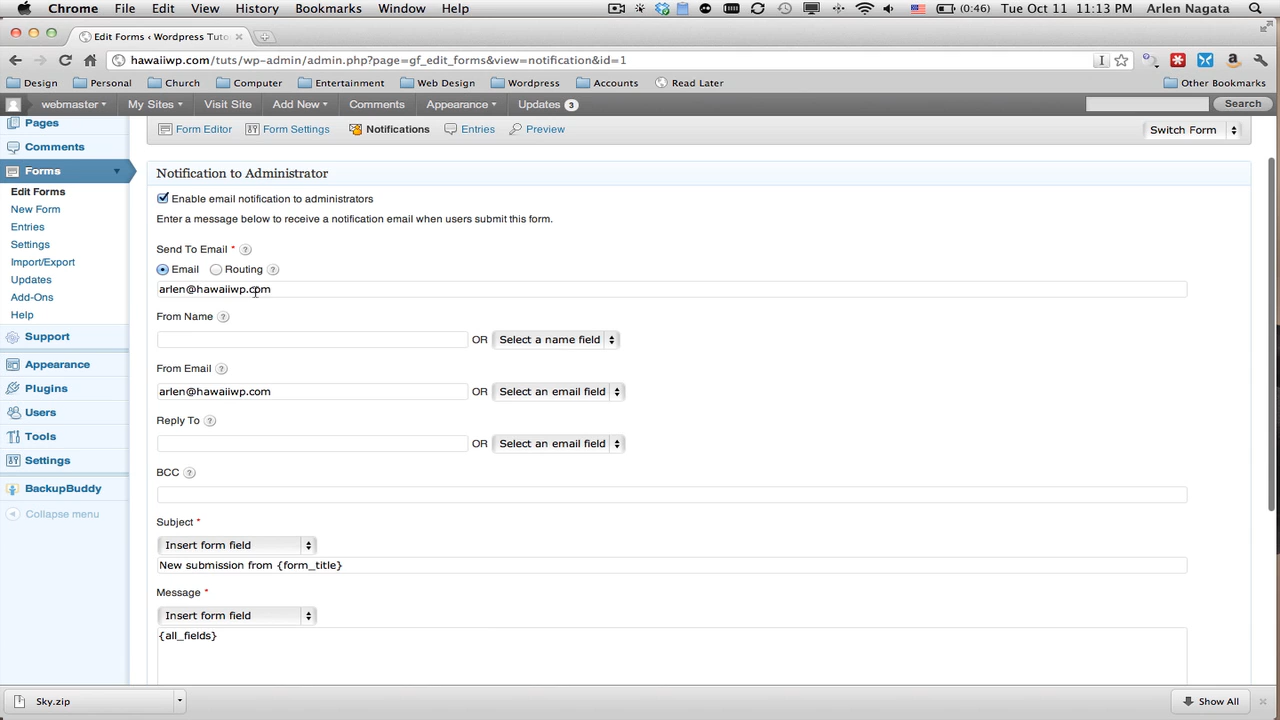 Chrome File Edit View History Bookmarks Window Help (0:46) Tue Oct 11 11:13 PM Arlen Nagata
Edit Forms ‹ Wordpress Tuto
hawaiiwp.com/tuts/wp-admin/admin.php?page=gf_edit_forms&view=notification&id=1
Design Personal Church Computer Entertainment Web Design Wordpress Accounts Read Later Other Bookmarks
webmaster My Sites Visit Site Add New Comments Appearance Updates 3 Search
Pages
Comments
Forms
Edit Forms
New Form
Entries
Settings
Import/Export
Updates
Add-Ons
Help
Support
Appearance
Plugins
Users
Tools
Settings
BackupBuddy
Collapse menu
Form Editor Form Settings Notifications Entries Preview Switch Form
Notification to Administrator
Enable email notification to administrators
Enter a message below to receive a notification email when users submit this form.
Send To Email * ?
Email Routing ?
arlen@hawaiiwp.com
From Name ?
OR Select a name field
From Email ?
arlen@hawaiiwp.com OR Select an email field
Reply To ?
OR Select an email field
BCC ?
Subject *
Insert form field
New submission from {form_title}
Message *
Insert form field
{all_fields}
Sky.zip Show All